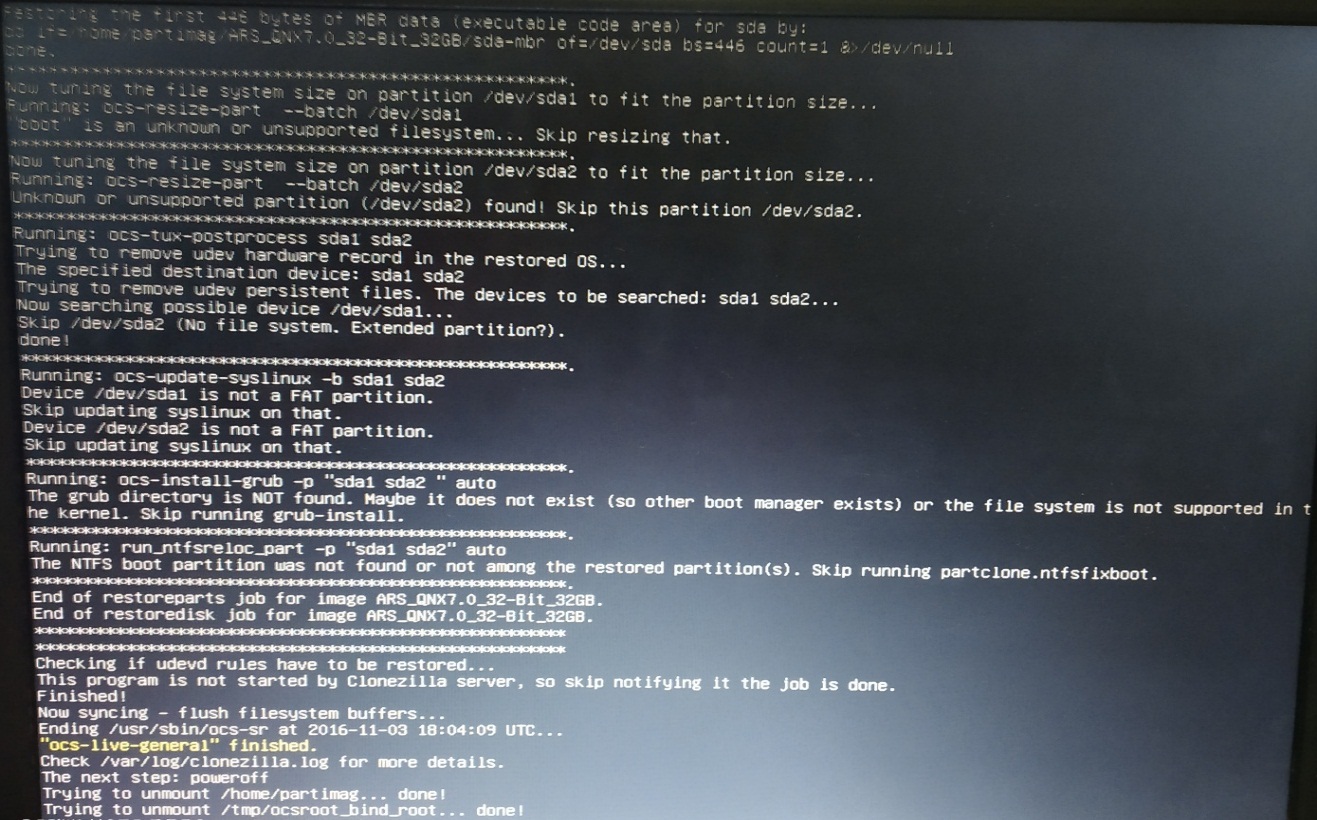 restoring the first 446 bytes of MBR data (executable code area) for sda by:
dd if=/home/partimag/ARS_QNX7.0_32-Bit_32GB/sda-mbr of=/dev/sda bs=446 count=1 &>/dev/null
done.
*****************************************************.
Now tuning the file system size on partition /dev/sda1 to fit the partition size...
Running: ocs-resize-part  --batch /dev/sda1
"boot" is an unknown or unsupported filesystem... Skip resizing that.
*****************************************************.
Now tuning the file system size on partition /dev/sda2 to fit the partition size...
Running: ocs-resize-part  --batch /dev/sda2
Unknown or unsupported partition (/dev/sda2) found! Skip this partition /dev/sda2.
*****************************************************.
Running: ocs-tux-postprocess sda1 sda2
Trying to remove udev hardware record in the restored OS...
The specified destination device: sda1 sda2
Trying to remove udev persistent files. The devices to be searched: sda1 sda2...
Now searching possible device /dev/sda1...
Skip /dev/sda2 (No file system. Extended partition?).
done!
*****************************************************.
Running: ocs-update-syslinux -b sda1 sda2
Device /dev/sda1 is not a FAT partition.
Skip updating syslinux on that.
Device /dev/sda2 is not a FAT partition.
Skip updating syslinux on that.
*****************************************************.
Running: ocs-install-grub -p "sda1 sda2 " auto
The grub directory is NOT found. Maybe it does not exist (so other boot manager exists) or the file system is not supported in t
he kernel. Skip running grub-install.
*****************************************************.
Running: run_ntfsreloc_part -p "sda1 sda2" auto
The NTFS boot partition was not found or not among the restored partition(s). Skip running partclone.ntfsfixboot.
*****************************************************.
End of restoreparts job for image ARS_QNX7.0_32-Bit_32GB.
End of restoredisk job for image ARS_QNX7.0_32-Bit_32GB.
*****************************************************
*****************************************************
Checking if udevd rules have to be restored...
This program is not started by Clonezilla server, so skip notifying it the job is done.
Finished!
Now syncing - flush filesystem buffers...
Ending /usr/sbin/ocs-sr at 2016-11-03 18:04:09 UTC...
"ocs-live-general" finished.
Check /var/log/clonezilla.log for more details.
The next step: poweroff
Trying to unmount /home/partimag... done!
Trying to unmount /tmp/ocsroot_bind_root... done!